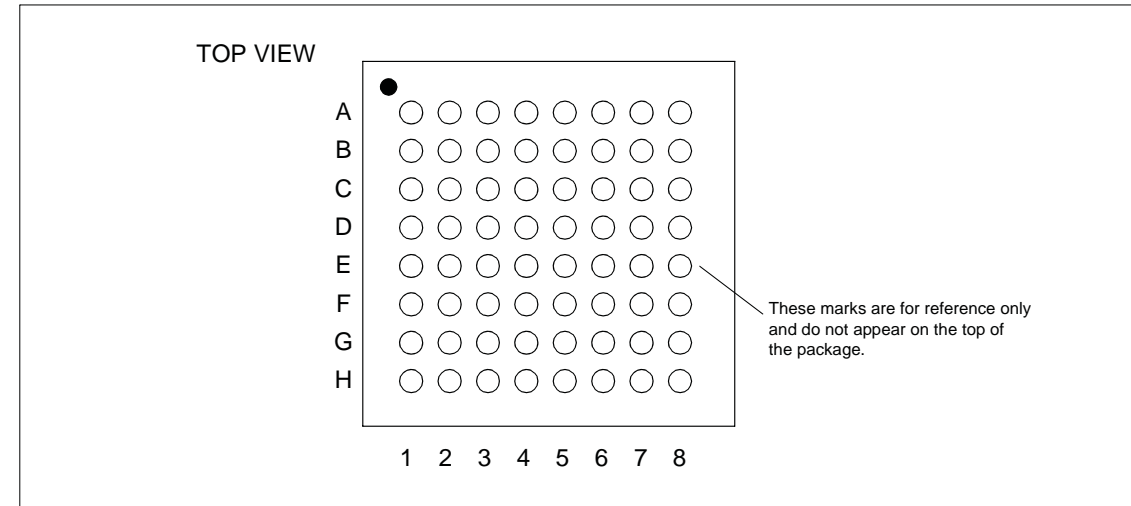 TOP VIEW
A
B
C
D
E
F
G
H
These marks are for reference only
and do not appear on the top of
the package.
1 2 3 4 5 6 7 8